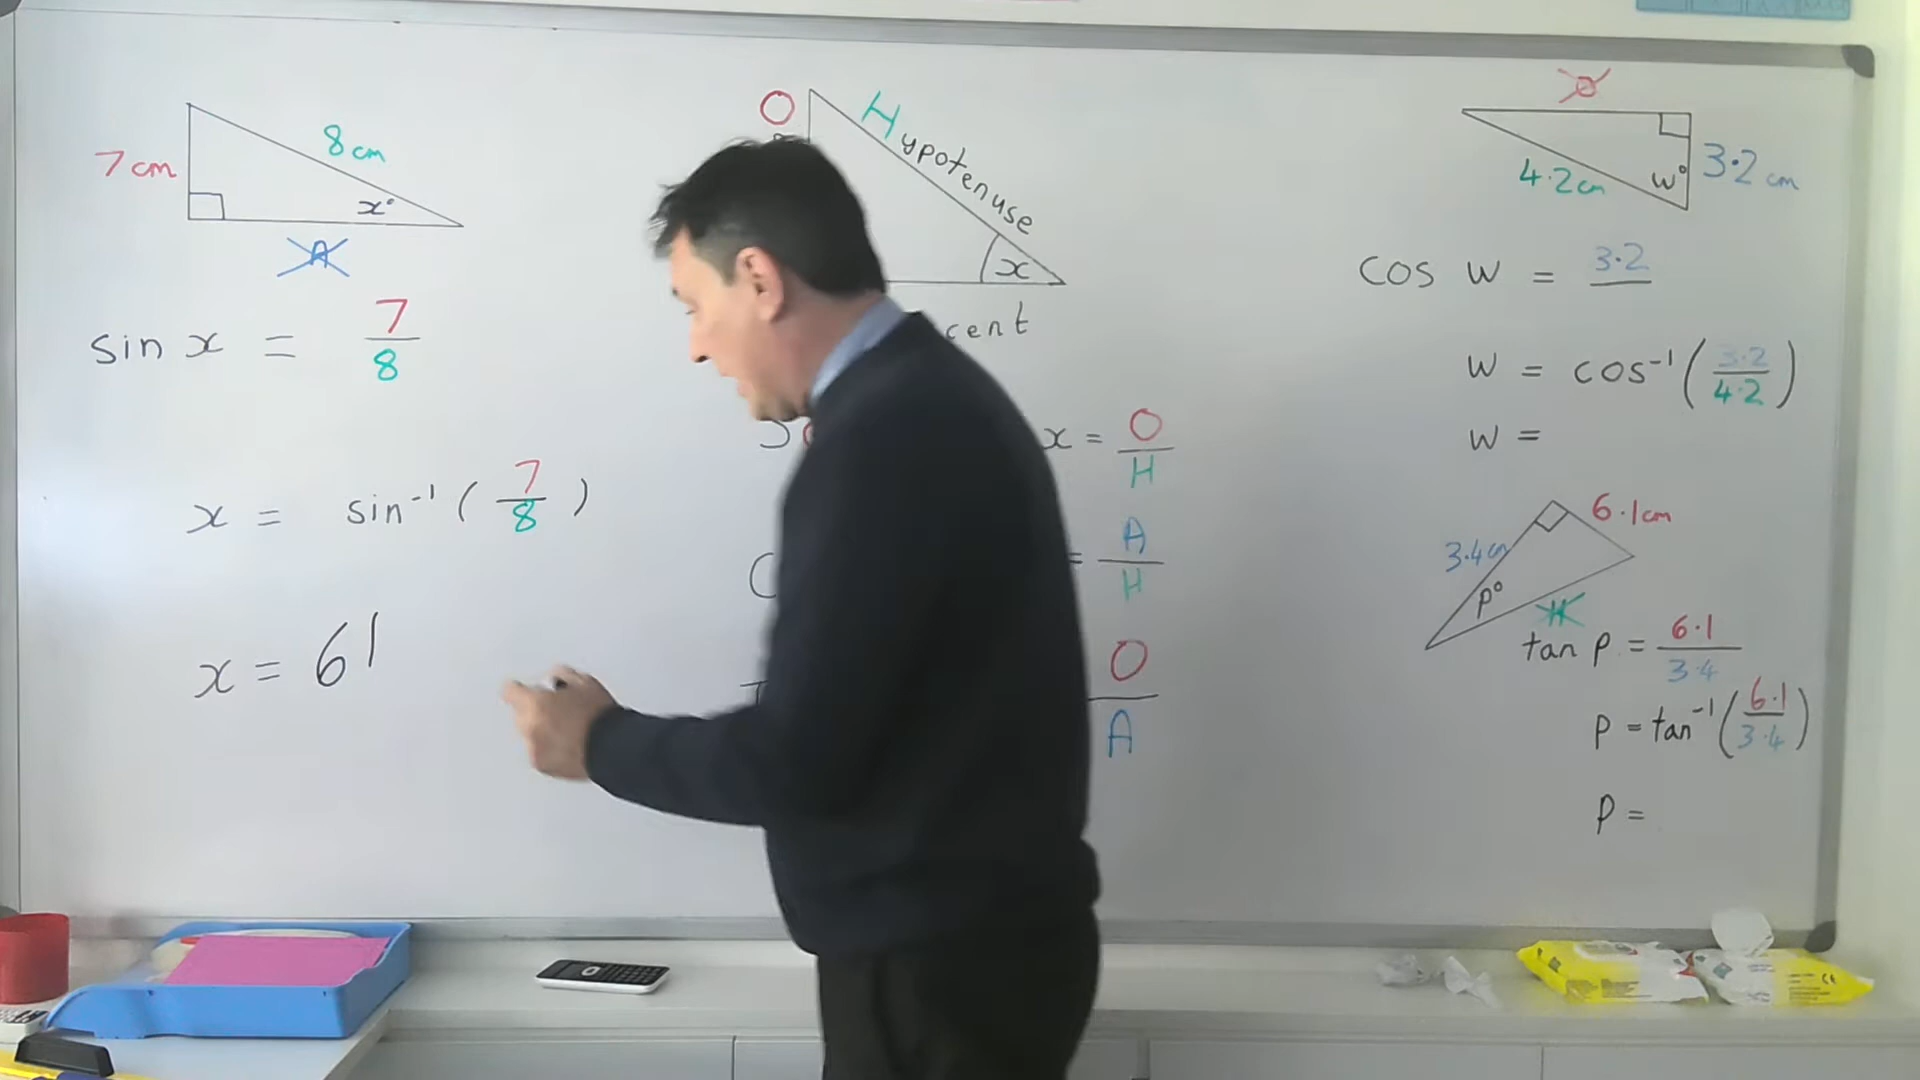 7cm
8cm
x°
A
sin x = 7/8
x = sin⁻¹ ( 7/8 )
x = 61
O
Hypotenuse
x
cent
x = O/H
= A/H
O/A
O
4.2cm
w°
3.2 cm
cos w = 3.2
w = cos⁻¹ ( 3.2/4.2 )
w =
6.1cm
3.4cm
p°
H
tan p = 6.1/3.4
p = tan⁻¹ ( 6.1/3.4 )
p =